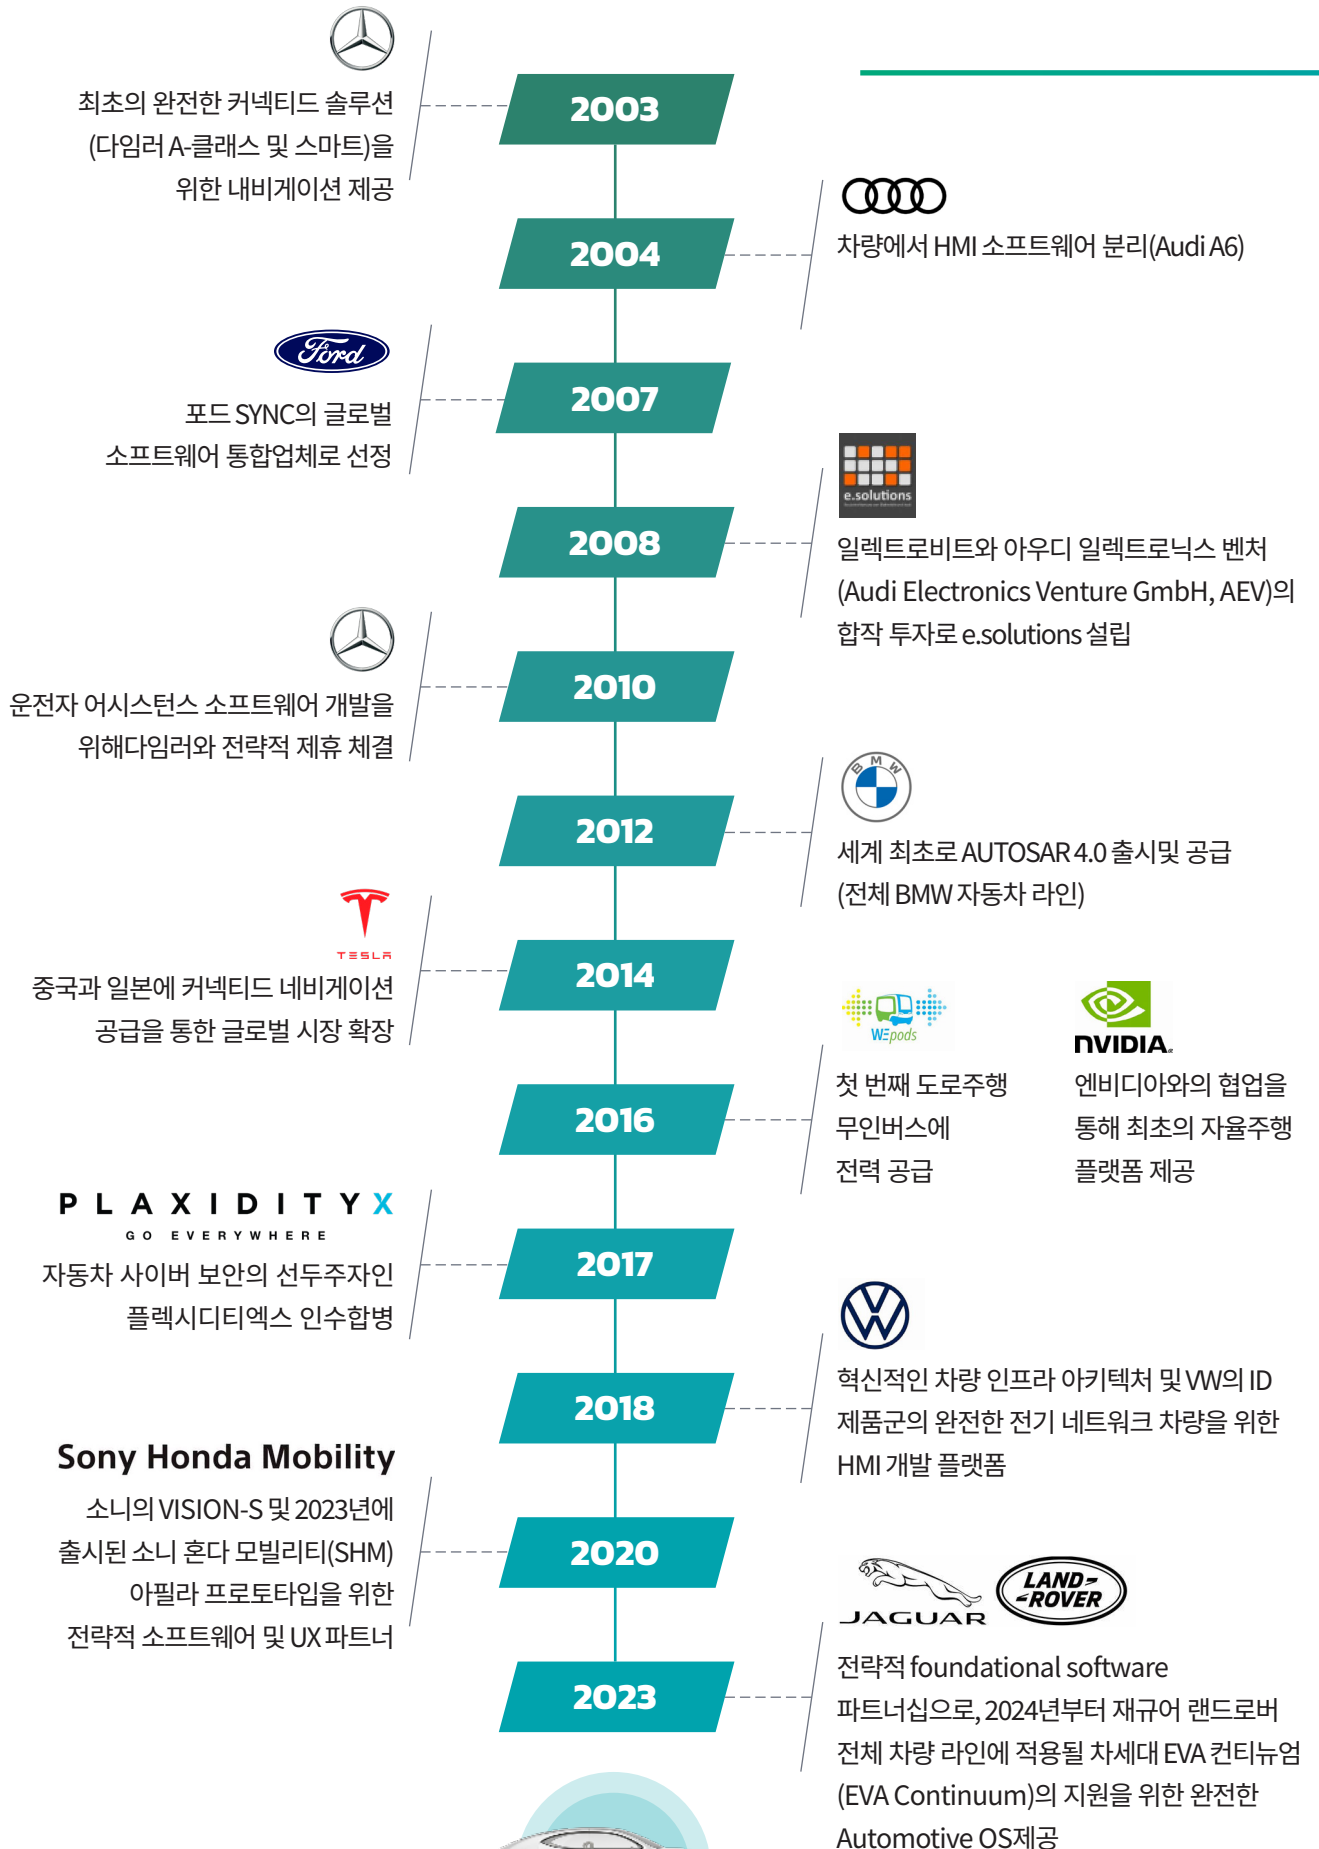 2003
최초의 완전한 커넥티드 솔루션
(다임러 A-클래스 및 스마트)을
위한 내비게이션 제공
2004
차량에서 HMI 소프트웨어 분리(Audi A6)
Ford
2007
포드 SYNC의 글로벌
소프트웨어 통합업체로 선정
e.solutions
2008
일렉트로비트와 아우디 일렉트로닉스 벤처
(Audi Electronics Venture GmbH, AEV)의
합작 투자로 e.solutions 설립
2010
운전자 어시스턴스 소프트웨어 개발을
위해다임러와 전략적 제휴 체결
BMW
2012
세계 최초로 AUTOSAR 4.0 출시및 공급
(전체 BMW 자동차 라인)
TESLA
2014
중국과 일본에 커넥티드 네비게이션
공급을 통한 글로벌 시장 확장
WEpods
2016
첫 번째 도로주행
무인버스에
전력 공급
NVIDIA
엔비디아와의 협업을
통해 최초의 자율주행
플랫폼 제공
PLAXIDITYX
GO EVERYWHERE
2017
자동차 사이버 보안의 선두주자인
플렉시디티엑스 인수합병
2018
혁신적인 차량 인프라 아키텍처 및 VW의 ID
제품군의 완전한 전기 네트워크 차량을 위한
HMI 개발 플랫폼
Sony Honda Mobility
2020
소니의 VISION-S 및 2023년에
출시된 소니 혼다 모빌리티(SHM)
아필라 프로토타입을 위한
전략적 소프트웨어 및 UX 파트너
JAGUAR
LAND-
ROVER
2023
전략적 foundational software
파트너십으로, 2024년부터 재규어 랜드로버
전체 차량 라인에 적용될 차세대 EVA 컨티뉴엄
(EVA Continuum)의 지원을 위한 완전한
Automotive OS제공